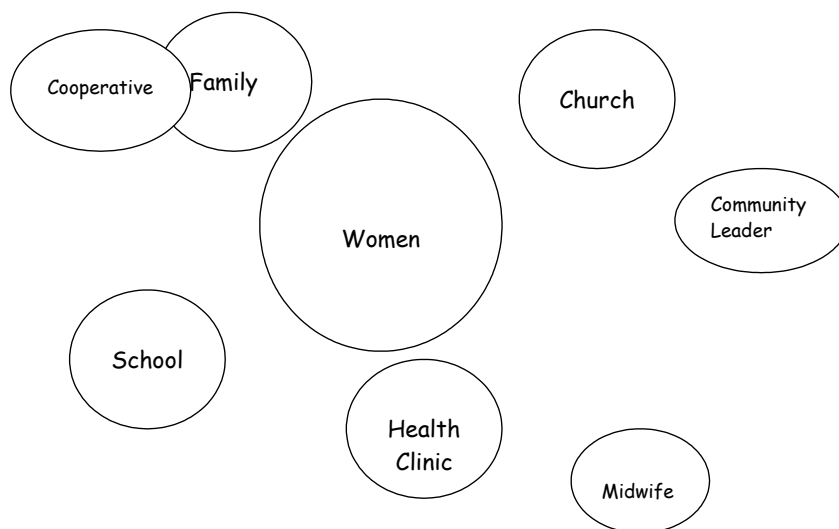 Cooperative
Family
Church
Community
Leader
Women
School
Health
Clinic
Midwife